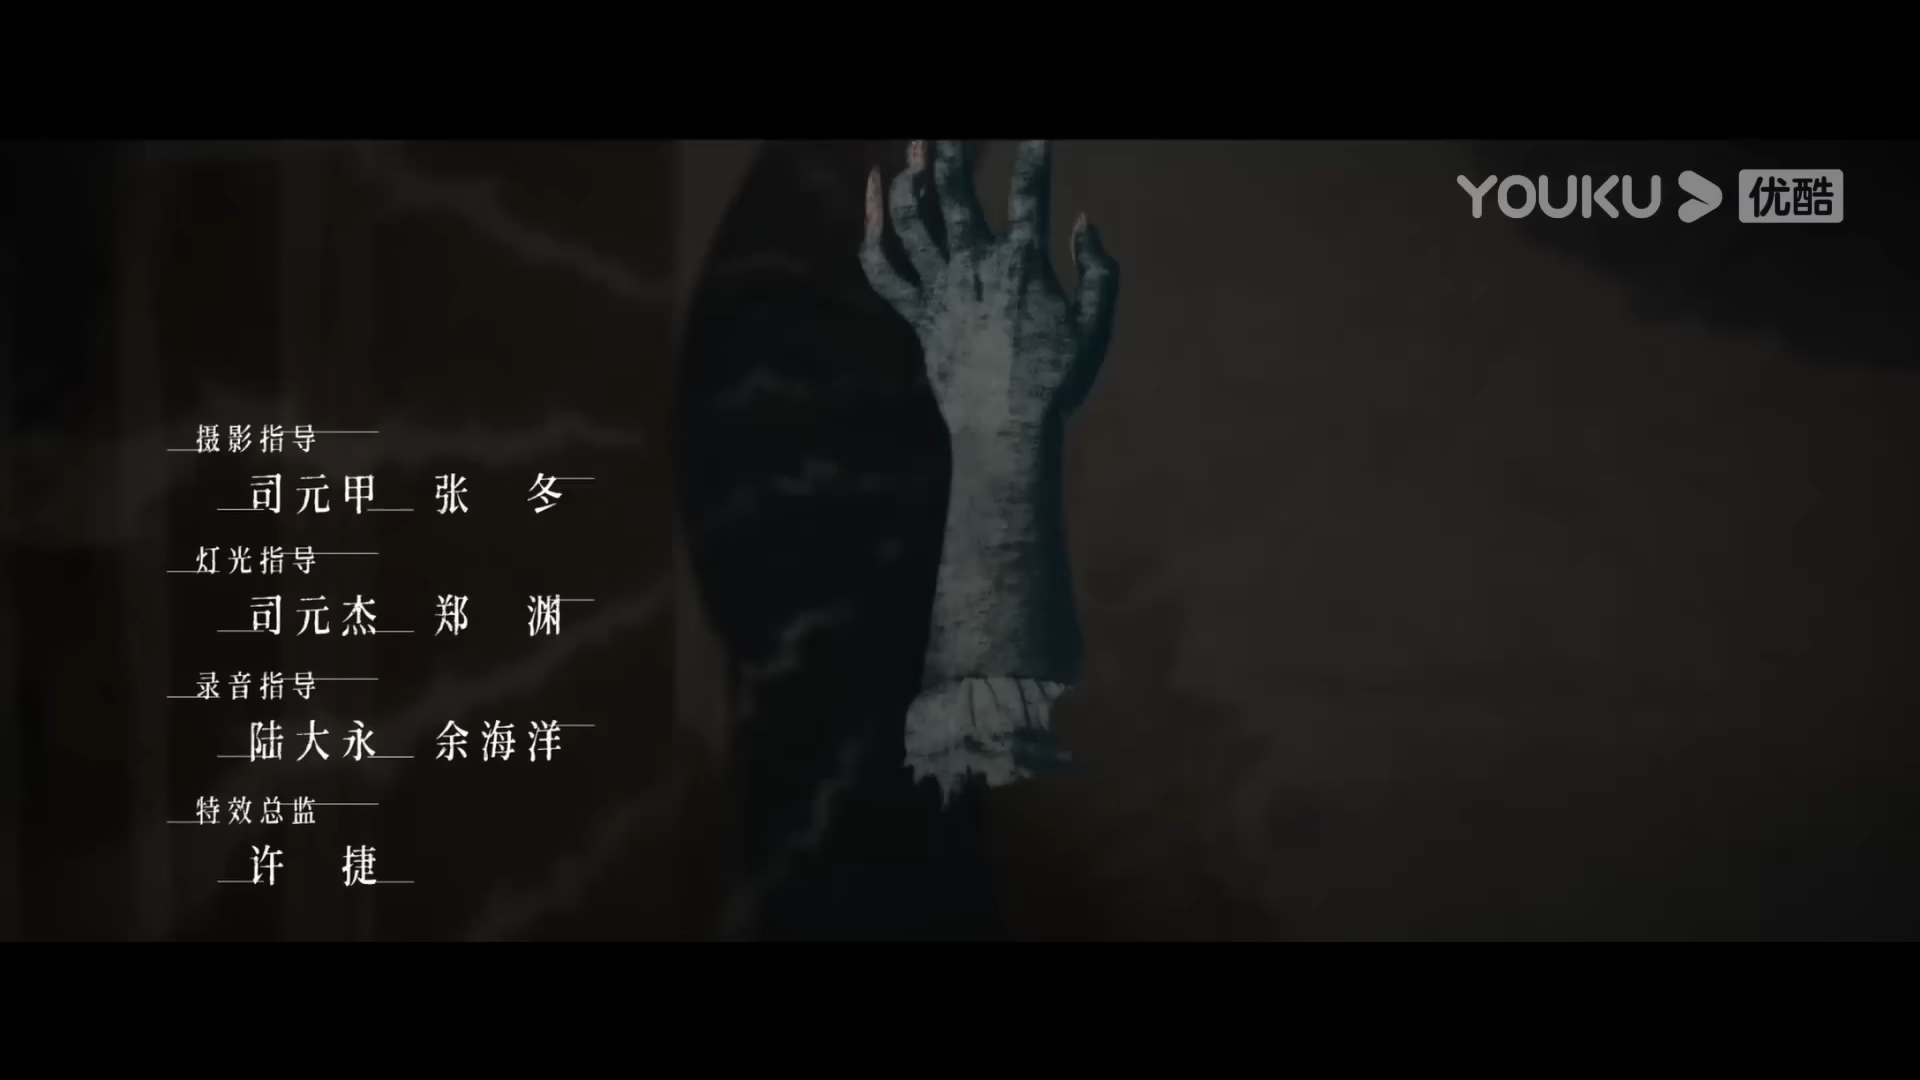 YOUKU 优酷
摄影指导
司元甲 张 冬
灯光指导
司元杰 郑 渊
录音指导
陆大永 余海洋
特效总监
许 捷